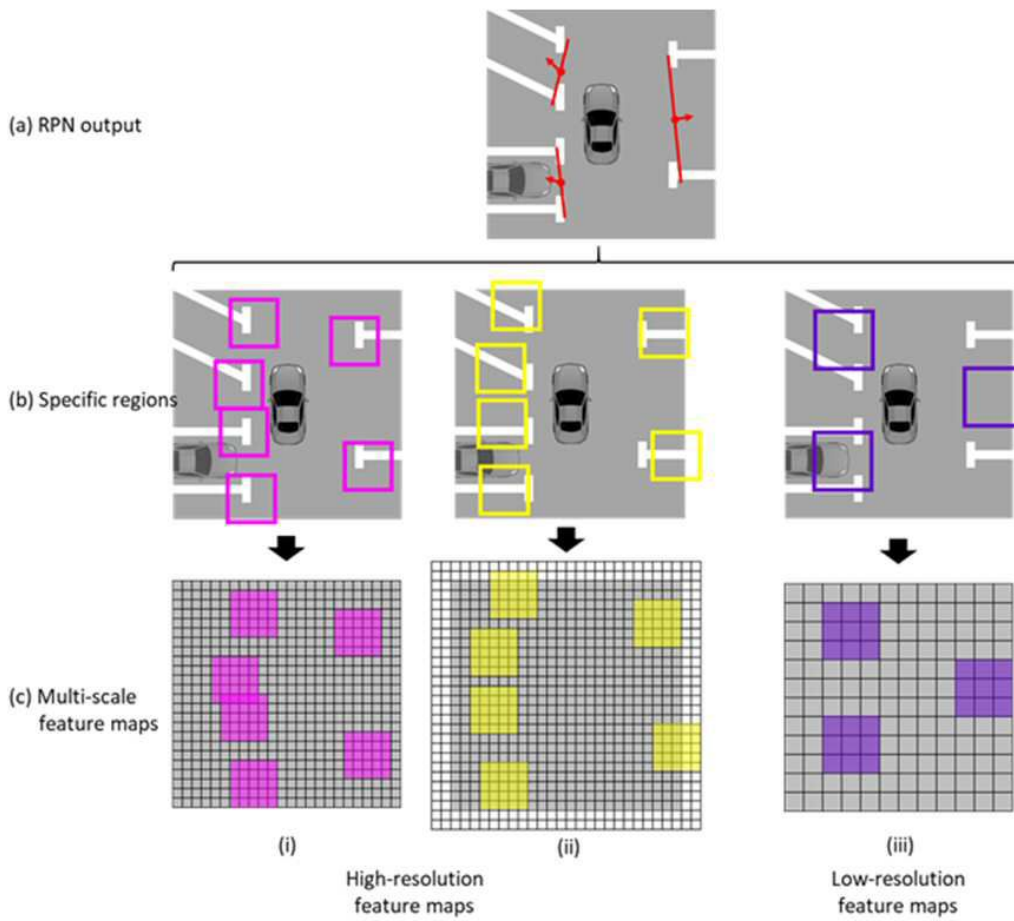 (a) RPN output
(b) Specific regions
(c) Multi-scale
feature maps
(i)
(ii)
(iii)
High-resolution
feature maps
Low-resolution
feature maps